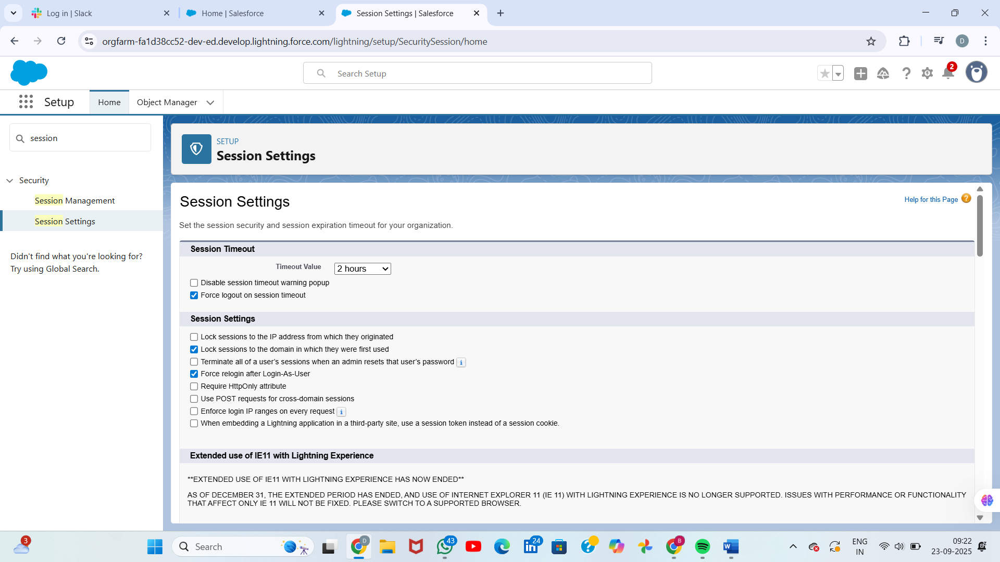 Log in | Slack
Home | Salesforce
Session Settings | Salesforce
orgfarm-fa1d38cc52-dev-ed.develop.lightning.force.com/lightning/setup/SecuritySession/home
D
Search Setup
2
Setup
Home
Object Manager
session
Security
Session Management
Session Settings
Didn't find what you're looking for?
Try using Global Search.
SETUP
Session Settings
Session Settings
Help for this Page ?
Set the session security and session expiration timeout for your organization.
Session Timeout
Timeout Value
2 hours
Disable session timeout warning popup
Force logout on session timeout
Session Settings
Lock sessions to the IP address from which they originated
Lock sessions to the domain in which they were first used
Terminate all of a user's sessions when an admin resets that user's password i
Force relogin after Login-As-User
Require HttpOnly attribute
Use POST requests for cross-domain sessions
Enforce login IP ranges on every request i
When embedding a Lightning application in a third-party site, use a session token instead of a session cookie.
Extended use of IE11 with Lightning Experience
**EXTENDED USE OF IE11 WITH LIGHTNING EXPERIENCE HAS NOW ENDED**
AS OF DECEMBER 31, THE EXTENDED PERIOD HAS ENDED, AND USE OF INTERNET EXPLORER 11 (IE 11) WITH LIGHTNING EXPERIENCE IS NO LONGER SUPPORTED. ISSUES WITH PERFORMANCE OR FUNCTIONALITY
THAT AFFECT ONLY IE 11 WILL NOT BE FIXED. PLEASE SWITCH TO A SUPPORTED BROWSER.
3
Search
D
43
24
B
ENG
IN
09:22
23-09-2025